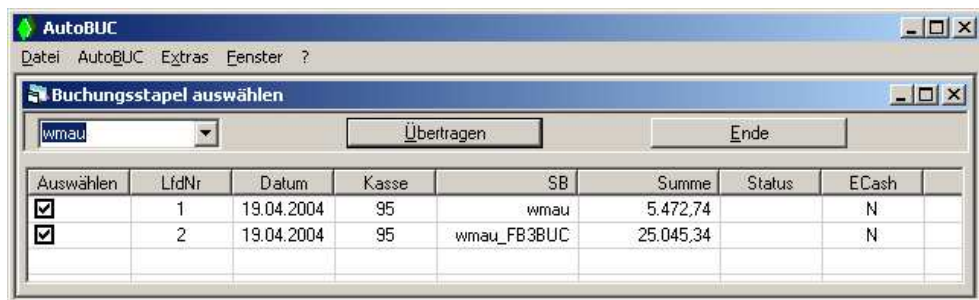 AutoBUC
Datei AutoBUC Extras Fenster ?
Buchungsstapel auswählen
wmau Übertragen Ende
Auswählen LfdNr Datum Kasse SB Summe Status ECash
1 19.04.2004 95 wmau 5.472,74 N
2 19.04.2004 95 wmau_FB3BUC 25.045,34 N